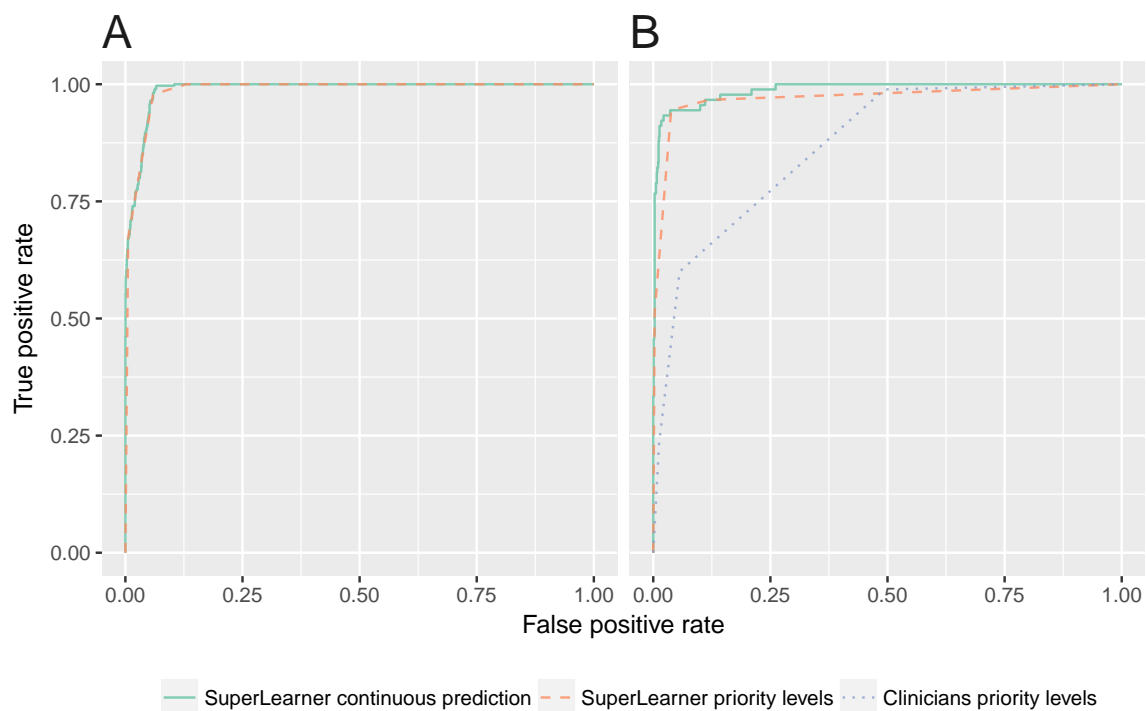 A
B
1.00
0.75
0.50
0.25
0.00
True positive rate
0.00 0.25 0.50 0.75 1.00
0.00 0.25 0.50 0.75 1.00
False positive rate
SuperLearner continuous prediction SuperLearner priority levels Clinicians priority levels